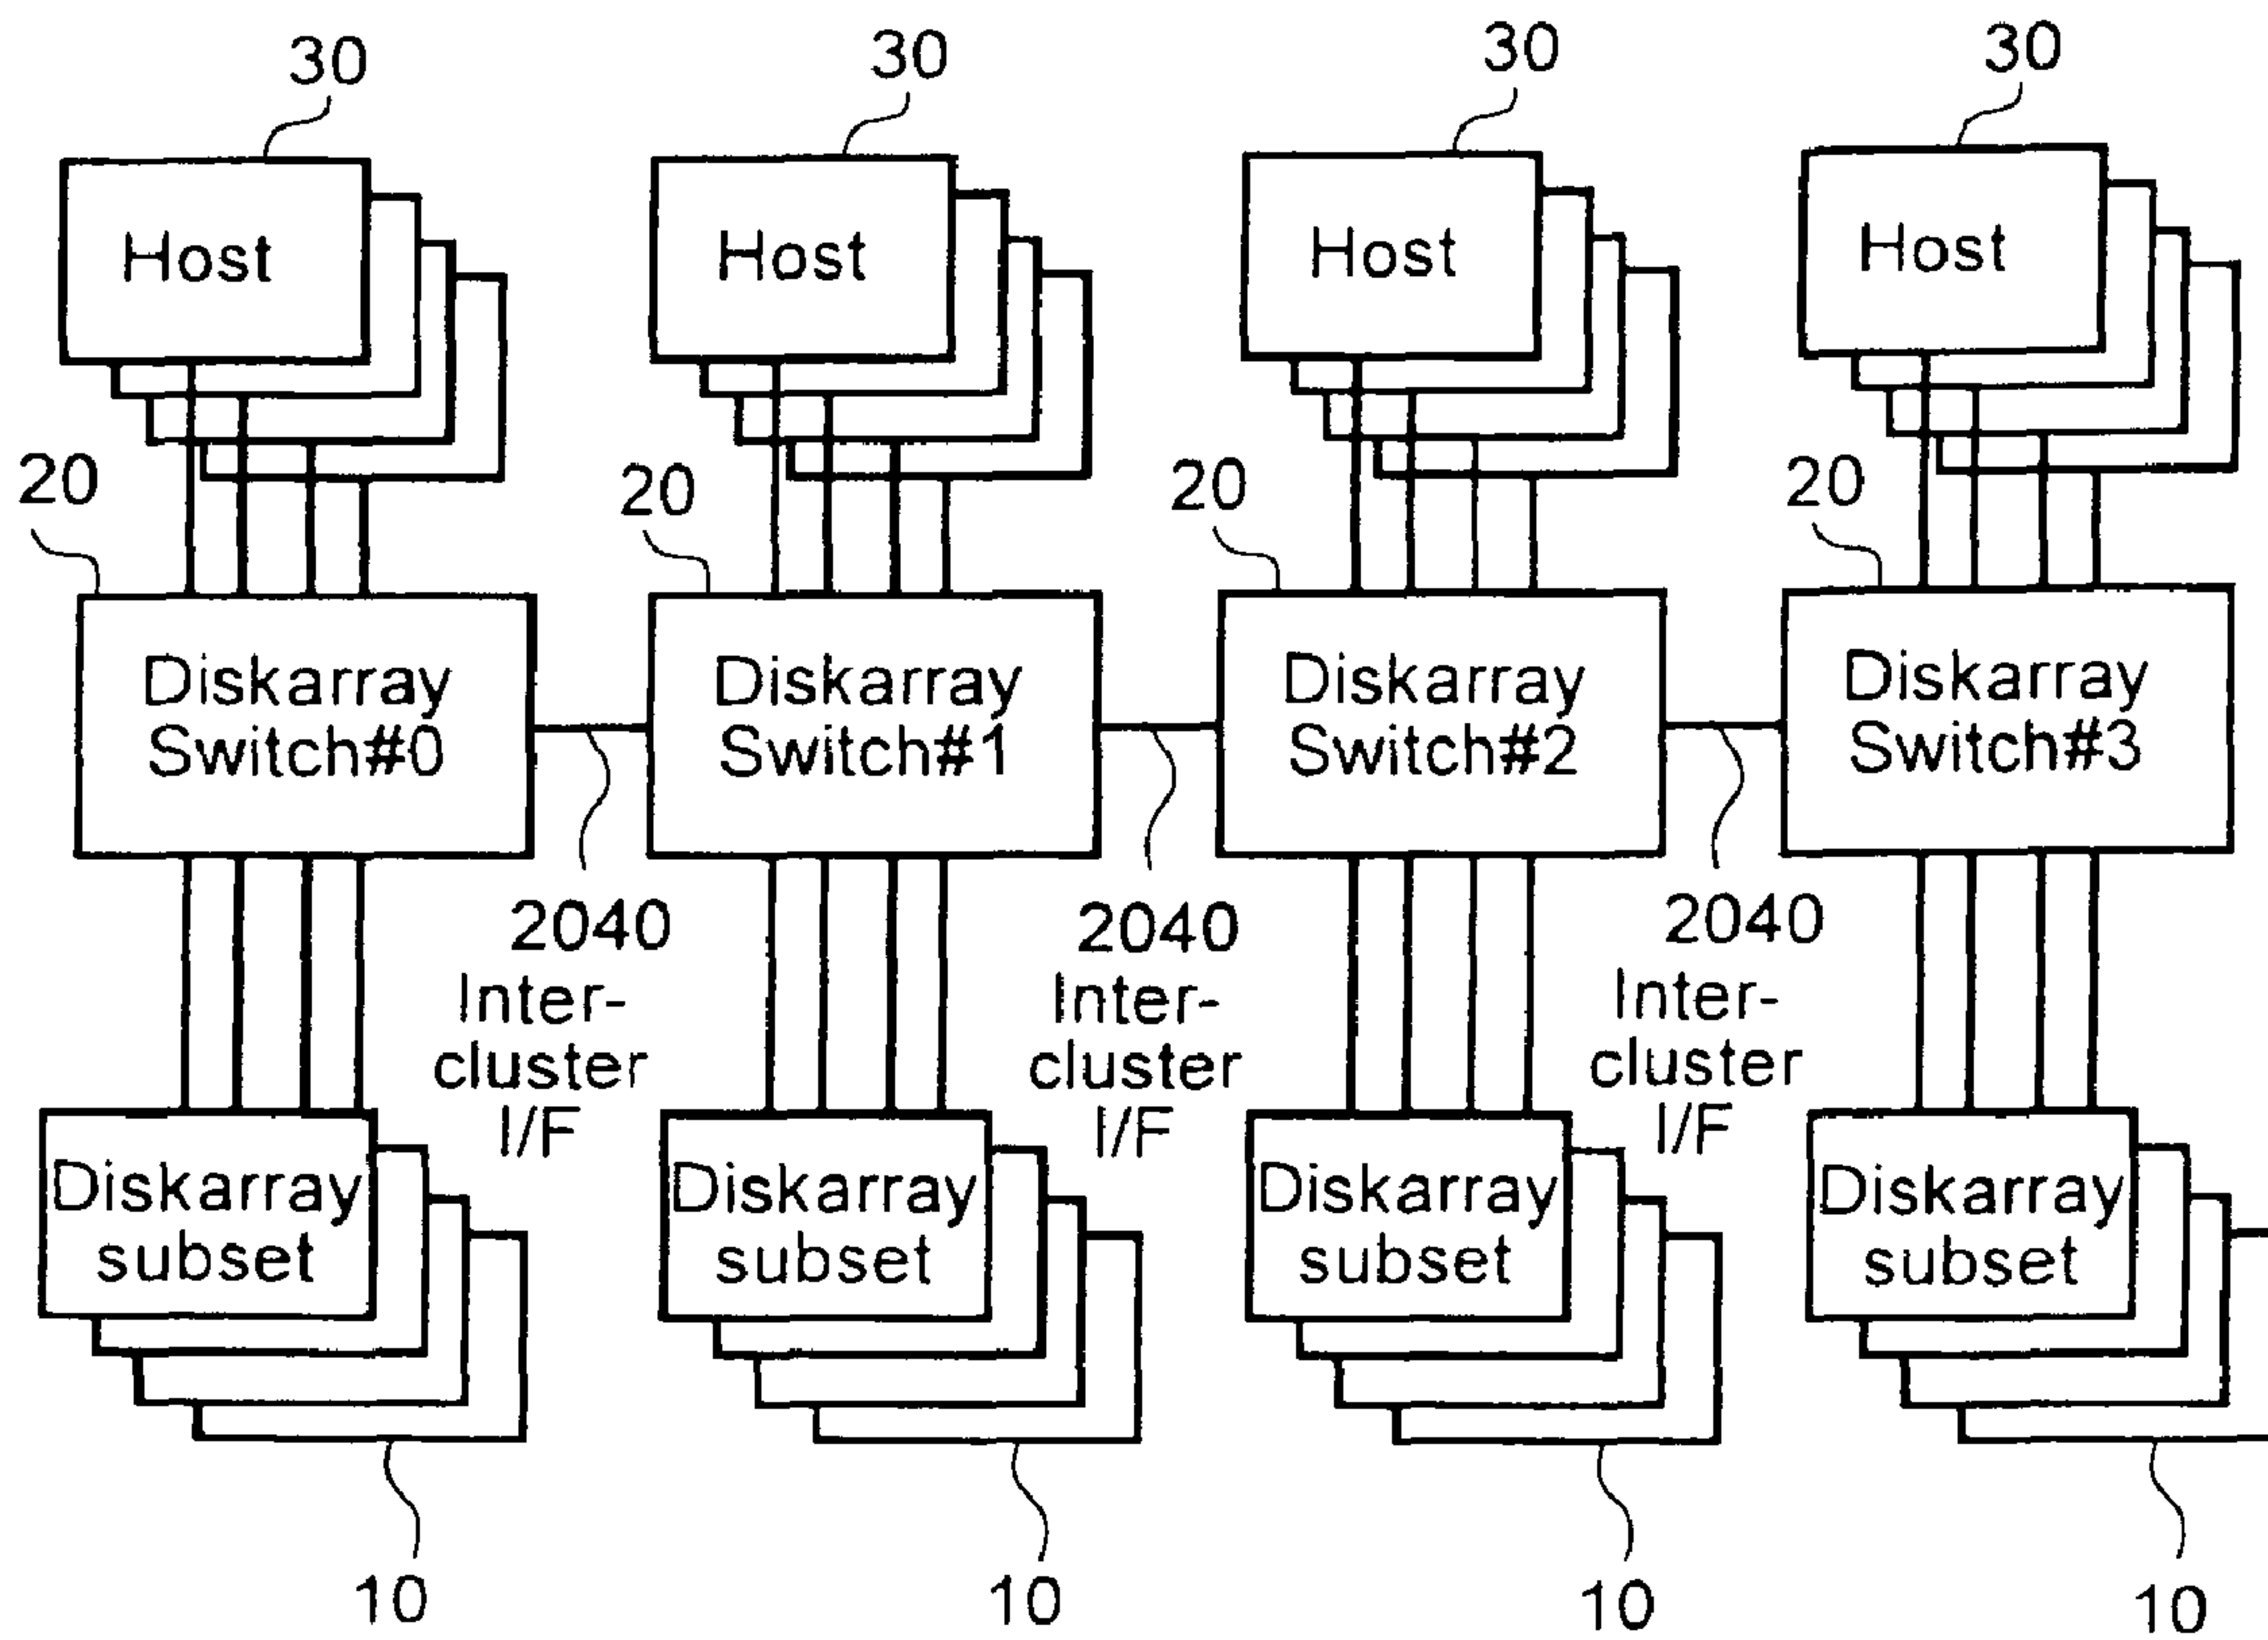 30
30
30
30
Host
Host
Host
Host
20
20
20
20
Diskarray
Switch#0
Diskarray
Switch#1
Diskarray
Switch#2
Diskarray
Switch#3
2040
Inter-
cluster
I/F
2040
Inter-
cluster
I/F
2040
Inter-
cluster
I/F
Diskarray
subset
Diskarray
subset
Diskarray
subset
Diskarray
subset
10
10
10
10